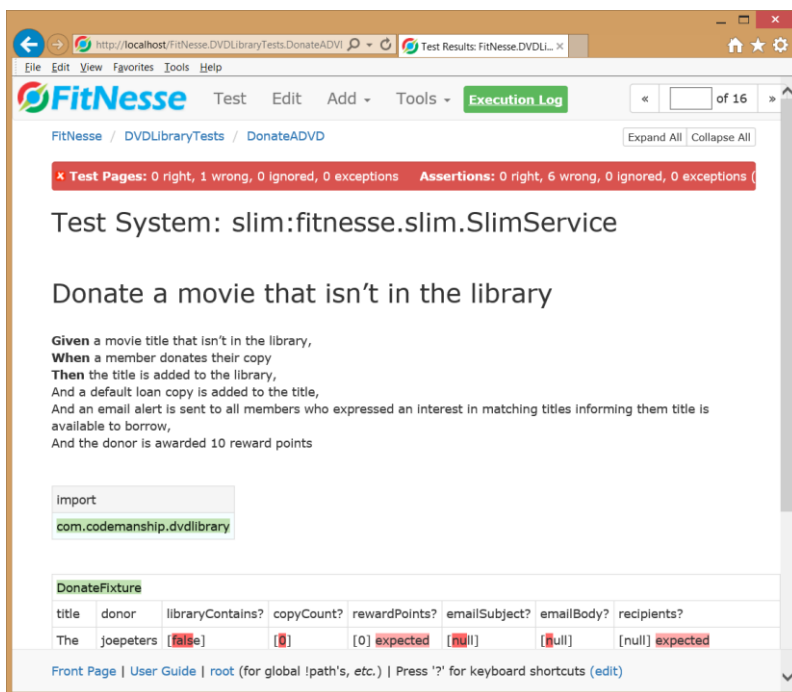 http://localhost/FitNesse.DVDLibraryTests.DonateADVI
Test Results: FitNesse.DVDLi...
File Edit View Favorites Tools Help
FitNesse Test Edit Add Tools Execution Log « of 16 »
FitNesse / DVDLibraryTests / DonateADVD Expand All Collapse All
Test Pages: 0 right, 1 wrong, 0 ignored, 0 exceptions Assertions: 0 right, 6 wrong, 0 ignored, 0 exceptions (
Test System: slim:fitnesse.slim.SlimService
Donate a movie that isn’t in the library
Given a movie title that isn’t in the library,
When a member donates their copy
Then the title is added to the library,
And a default loan copy is added to the title,
And an email alert is sent to all members who expressed an interest in matching titles informing them title is
available to borrow,
And the donor is awarded 10 reward points
import
com.codemanship.dvdlibrary
DonateFixture
title donor libraryContains? copyCount? rewardPoints? emailSubject? emailBody? recipients?
The joepeters [false] [0] [0] expected [null] [null] [null] expected
Front Page | User Guide | root (for global !path's, etc.) | Press '?' for keyboard shortcuts (edit)